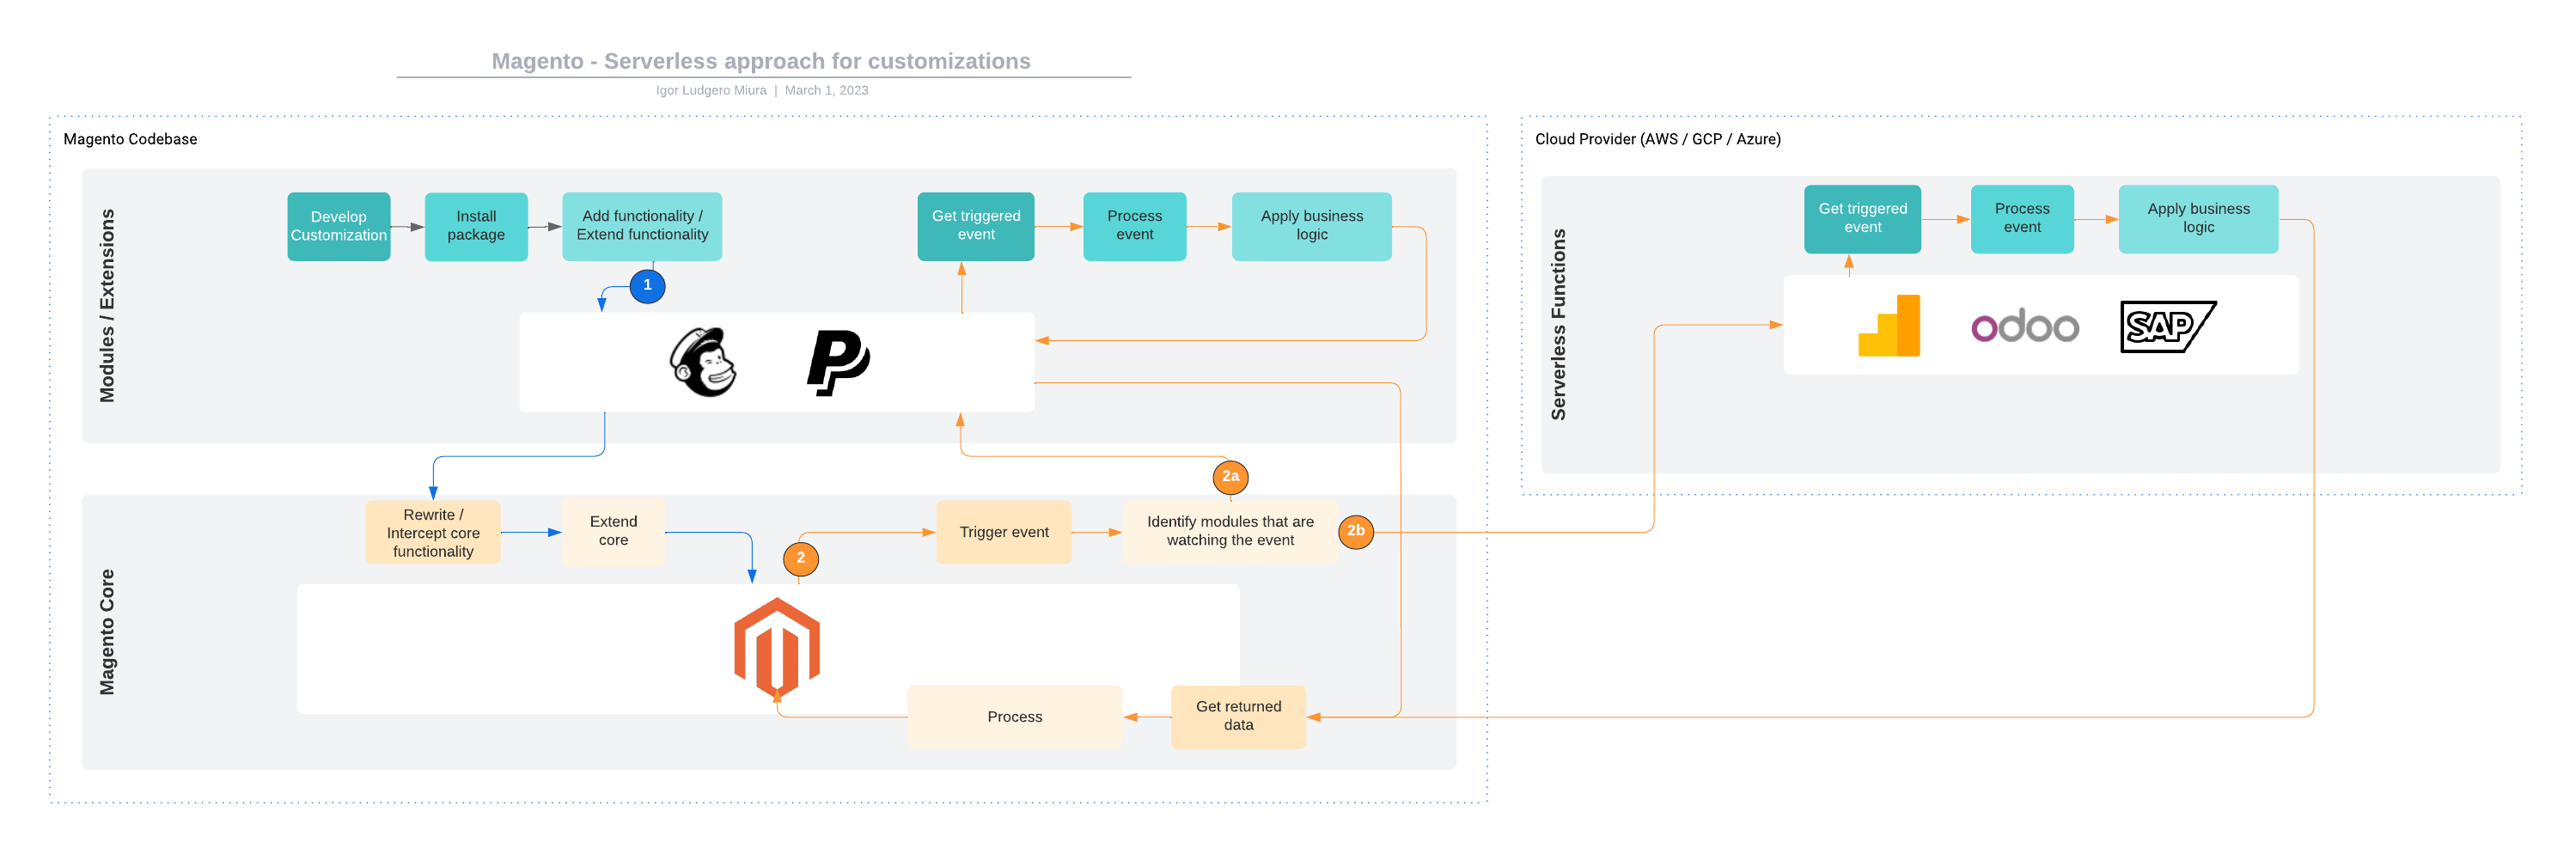 Magento - Serverless approach for customizations
Igor Ludgero Miura | March 1, 2023
Magento Codebase
Modules / Extensions
Develop
Customization
Install
package
Add functionality /
Extend functionality
1
Get triggered
event
Process
event
Apply business
logic
2a
Magento Core
Rewrite /
Intercept core
functionality
Extend
core
2
Trigger event
Identify modules that are
watching the event
2b
Process
Get returned
data
Cloud Provider (AWS / GCP / Azure)
Serverless Functions
Get triggered
event
Process
event
Apply business
logic
odoo
SAP